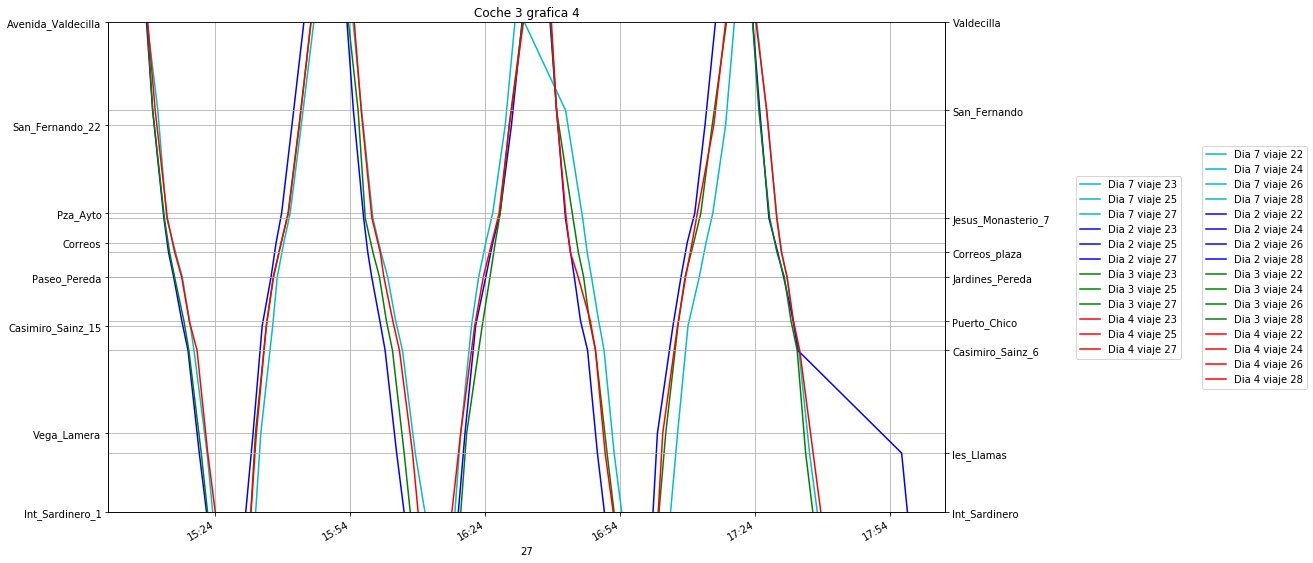 Coche 3 grafica 4
Avenida_Valdecilla
San_Fernando_22
Pza_Ayto
Correos
Paseo_Pereda
Casimiro_Sainz_15
Vega_Lamera
Int_Sardinero_1
Valdecilla
San_Fernando
Jesus_Monasterio_7
Correos_plaza
Jardines_Pereda
Puerto_Chico
Casimiro_Sainz_6
Ies_Llamas
Int_Sardinero
15:24
15:54
16:24
16:54
17:24
17:54
27
Dia 7 viaje 23
Dia 7 viaje 25
Dia 7 viaje 27
Dia 2 viaje 23
Dia 2 viaje 25
Dia 2 viaje 27
Dia 3 viaje 23
Dia 3 viaje 25
Dia 3 viaje 27
Dia 4 viaje 23
Dia 4 viaje 25
Dia 4 viaje 27
Dia 7 viaje 22
Dia 7 viaje 24
Dia 7 viaje 26
Dia 7 viaje 28
Dia 2 viaje 22
Dia 2 viaje 24
Dia 2 viaje 26
Dia 2 viaje 28
Dia 3 viaje 22
Dia 3 viaje 24
Dia 3 viaje 26
Dia 3 viaje 28
Dia 4 viaje 22
Dia 4 viaje 24
Dia 4 viaje 26
Dia 4 viaje 28